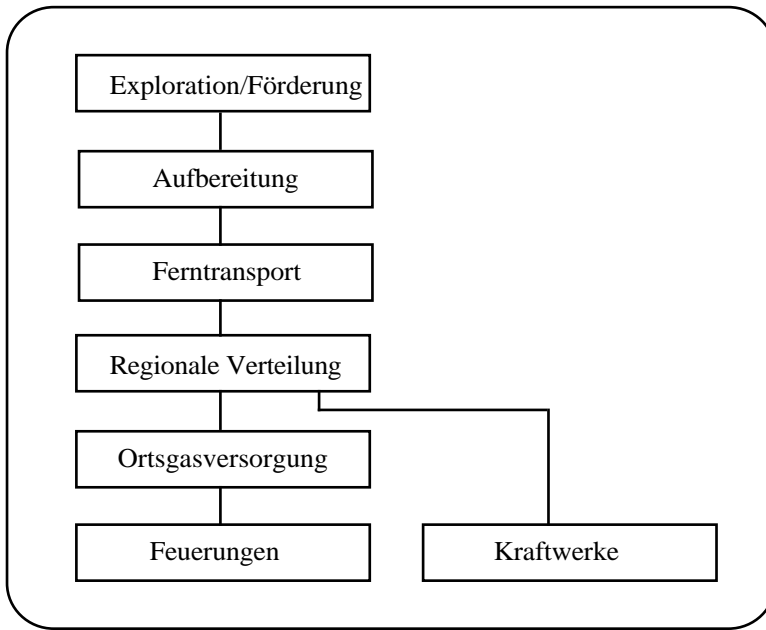 Exploration/Förderung
Aufbereitung
Ferntransport
Regionale Verteilung
Ortsgasversorgung
Feuerungen
Kraftwerke